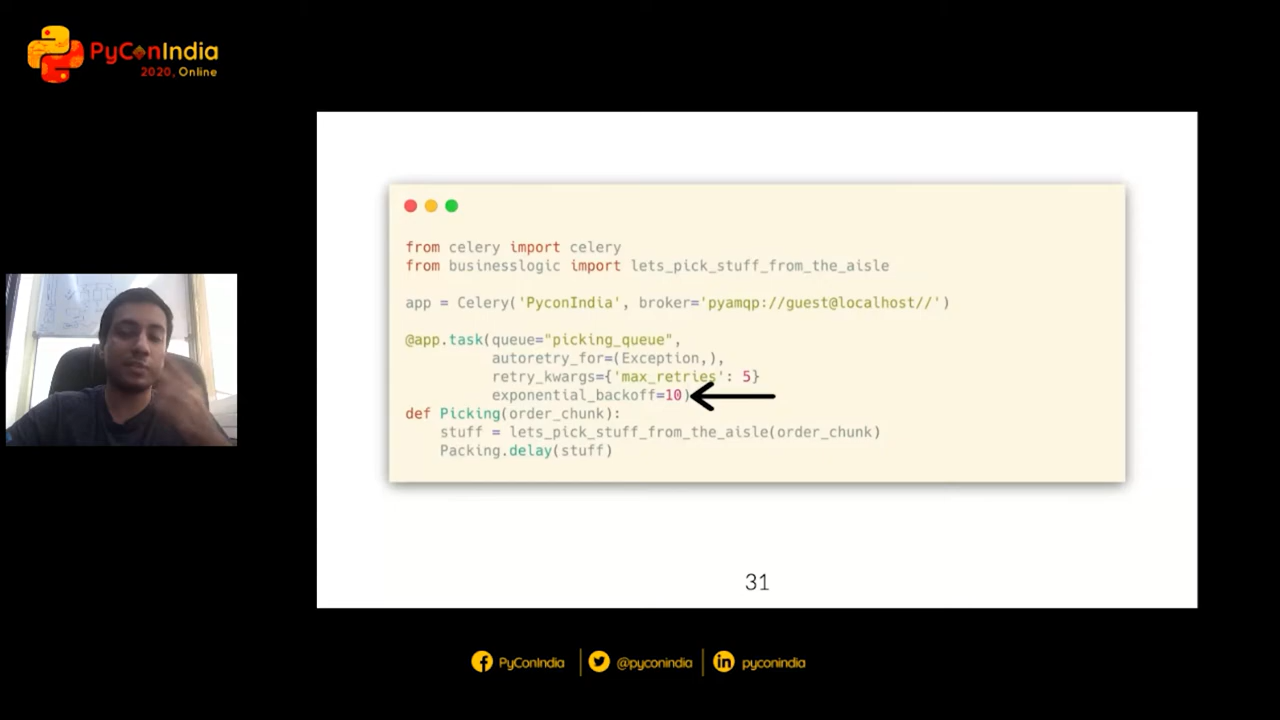 PyConIndia
2020, Online
from celery import celery
from businesslogic import lets_pick_stuff_from_the_aisle
app = Celery('PyconIndia', broker='pyamqp://guest@localhost//')
@app.task(queue="picking_queue",
autoretry_for=(Exception,),
retry_kwargs={'max_retries': 5}
exponential_backoff=10)
def Picking(order_chunk):
stuff = lets_pick_stuff_from_the_aisle(order_chunk)
Packing.delay(stuff)
31
PyConIndia
@pyconindia
pyconindia